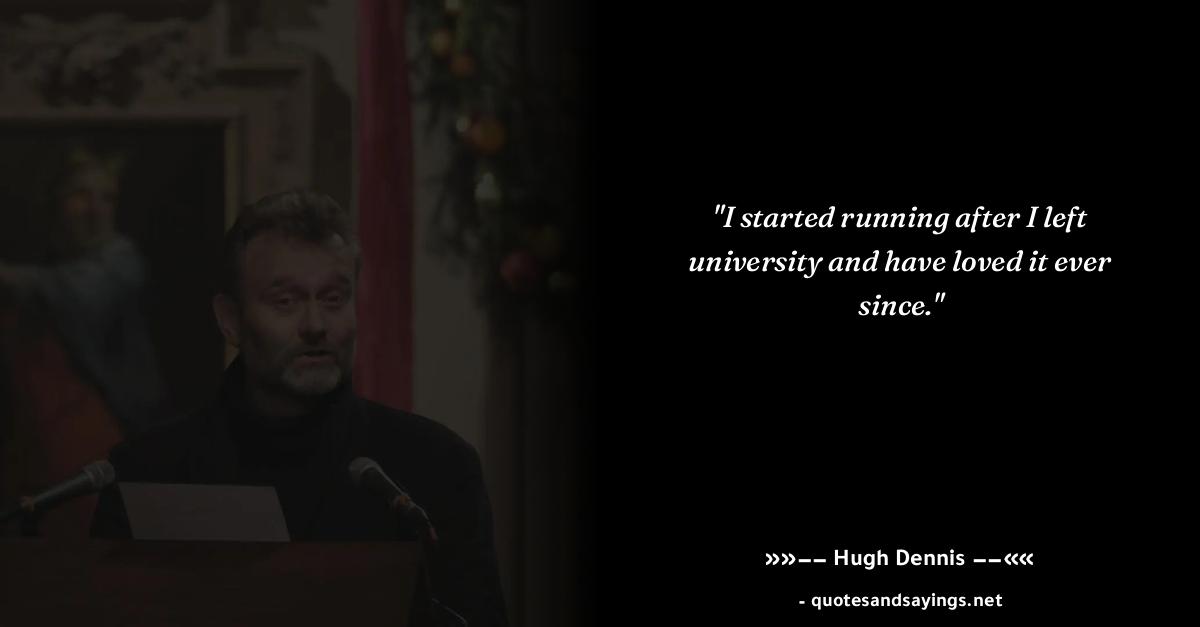 "I started running after I left
university and have loved it ever
since."
»»–– Hugh Dennis ––««
- quotesandsayings.net